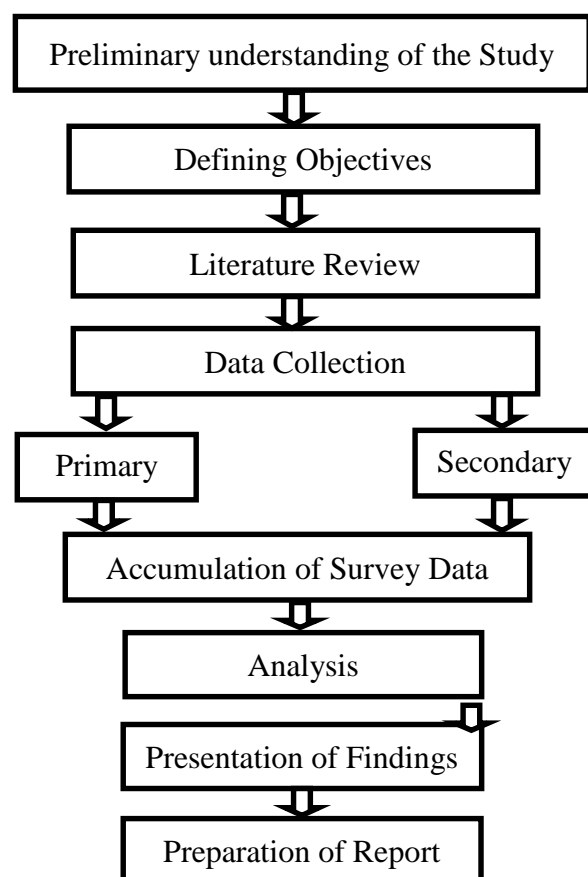 Preliminary understanding of the Study
Defining Objectives
Literature Review
Data Collection
Primary
Secondary
Accumulation of Survey Data
Analysis
Presentation of Findings
Preparation of Report